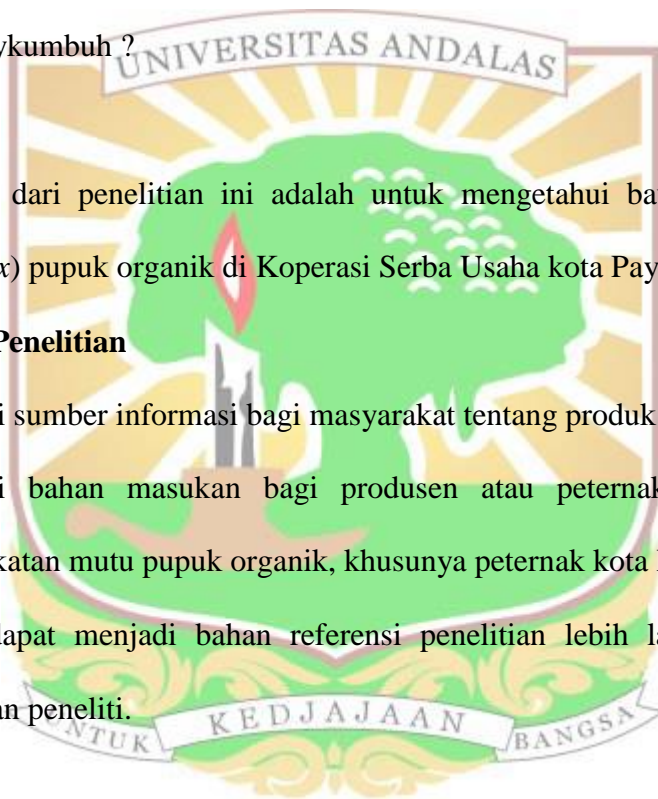 ykumbuh ?
UNIVERSITAS ANDALAS
dari penelitian ini adalah untuk mengetahui ba
x) pupuk organik di Koperasi Serba Usaha kota Pay
Penelitian
i sumber informasi bagi masyarakat tentang produk
i bahan masukan bagi produsen atau peternak
katan mutu pupuk organik, khusunya peternak kota
dapat menjadi bahan referensi penelitian lebih la
an peneliti.
UNTUK KEDJAJAAN BANGSA